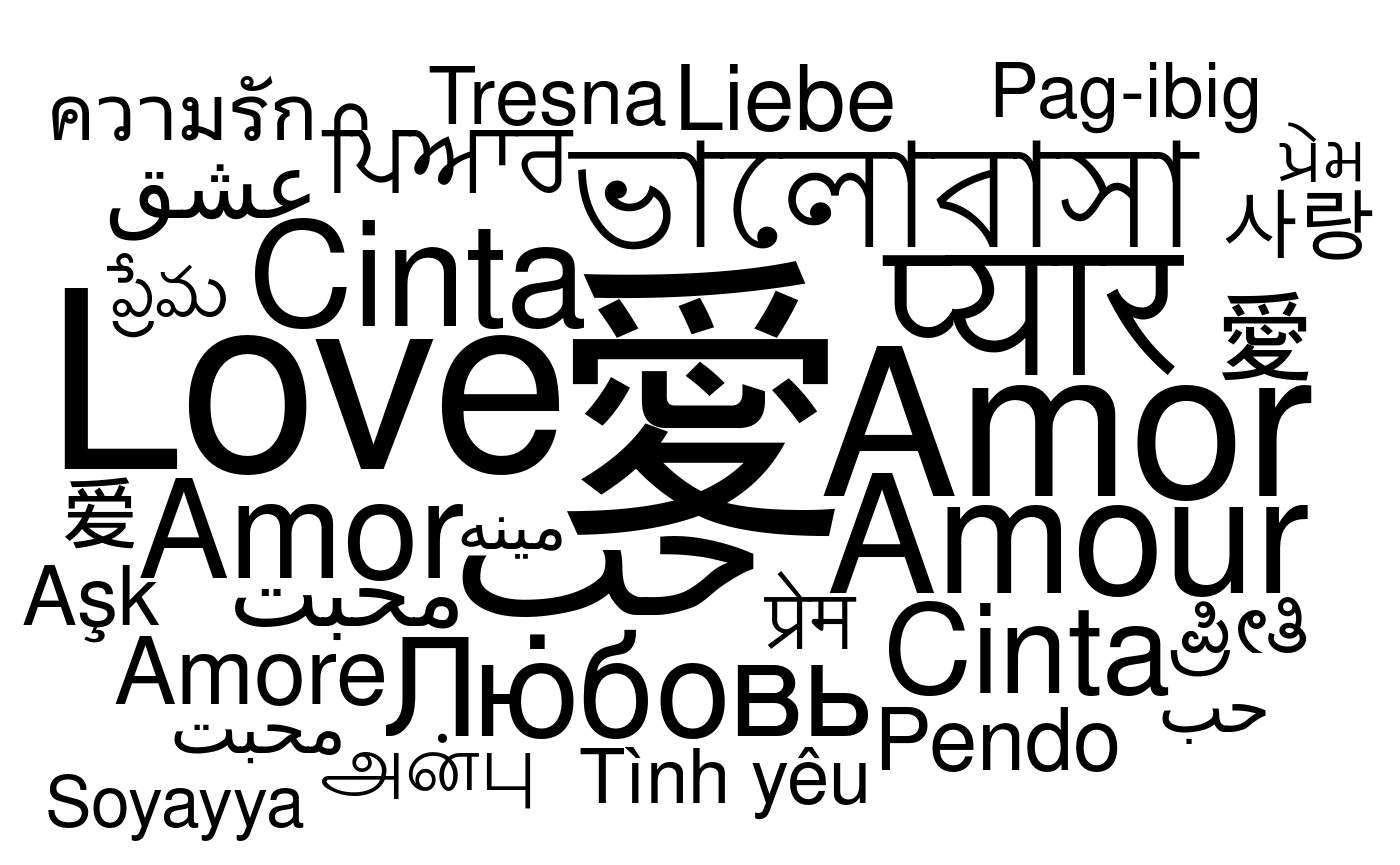 Tresna Liebe Pag-ibig
ความรัก ਪਿਆਰ ভালোবাসা પ્રેમ
عشق 사랑
ప్రేమ Cinta 愛 प्यार 愛
Love Amor
爱 Amor مينه Amour
Aşk محبت حب प्रेम Cinta ಪ್ರೀತಿ
Amore Любовь حب
محبت அன்பு Tình yêu Pendo
Soyayya